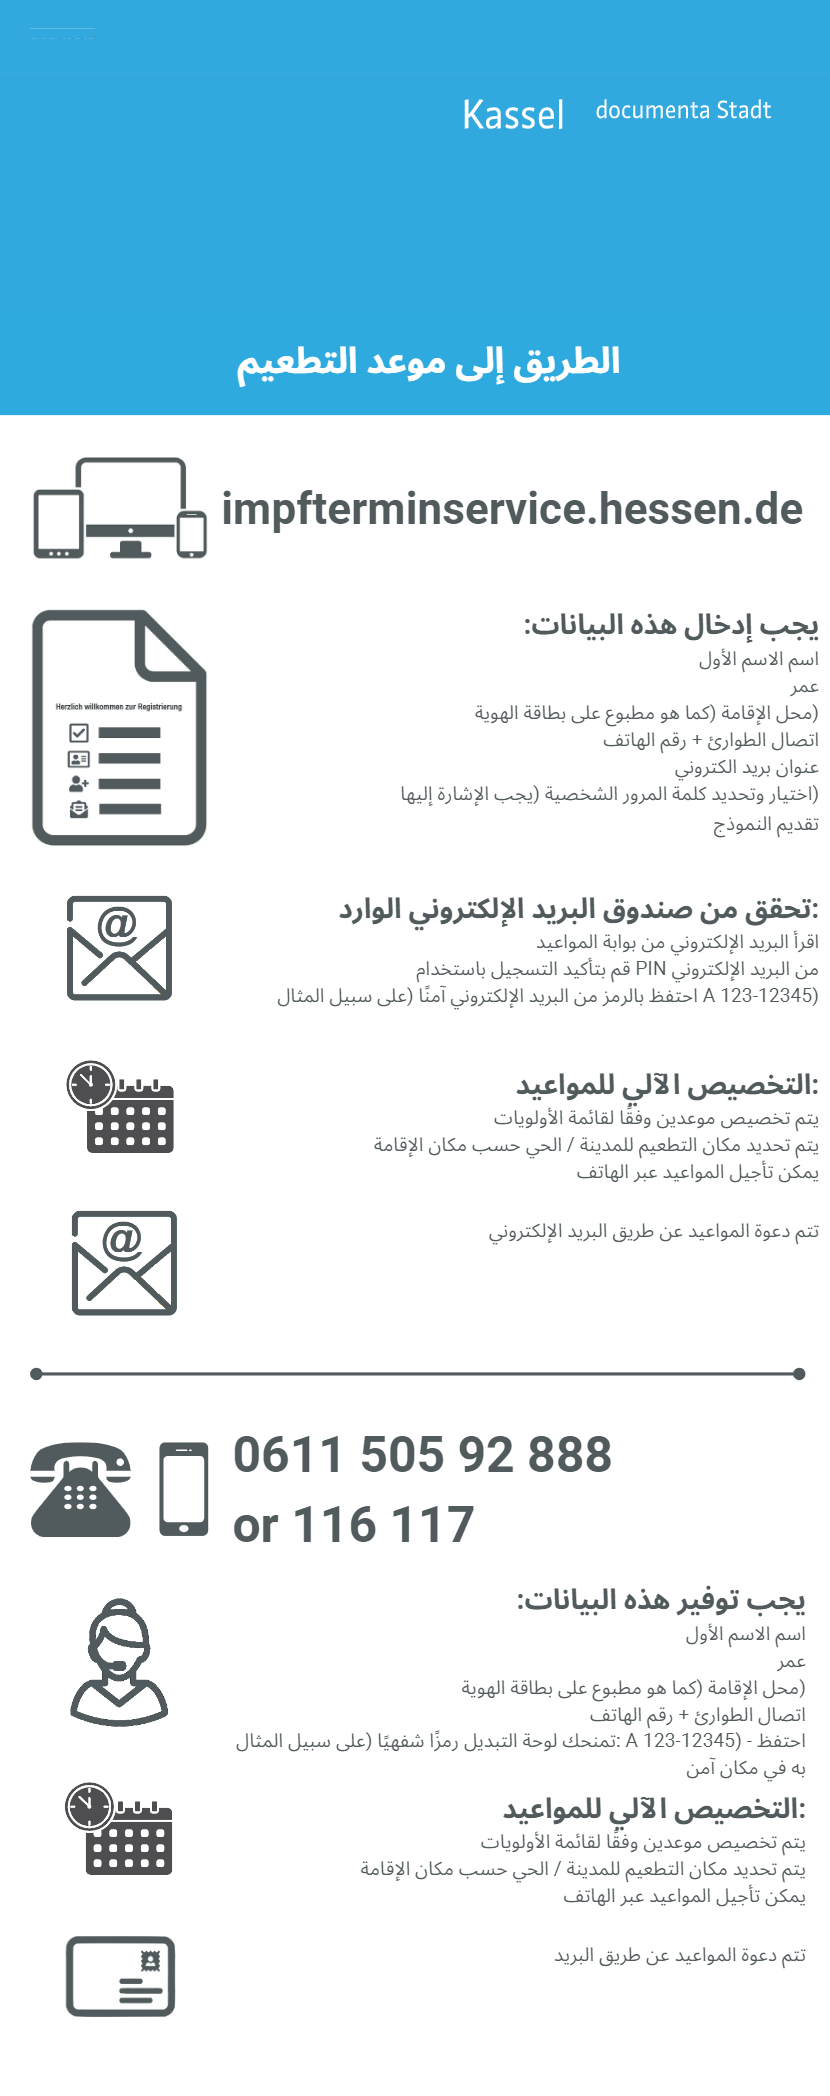 Kassel documenta Stadt
الطريق إلى موعد التطعيم
impfterminservice.hessen.de
يجب إدخال هذه البيانات:
اسم الاسم الأول
عمر
محل الإقامة (كما هو مطبوع على بطاقة الهوية)
اتصال الطوارئ + رقم الهاتف
عنوان بريد الكتروني
اختيار وتحديد كلمة المرور الشخصية (يجب الإشارة إليها)
تقديم النموذج
Herzlich willkommen zur Registrierung
تحقق من صندوق البريد الإلكتروني الوارد:
اقرأ البريد الإلكتروني من بوابة المواعيد
قم بتأكيد التسجيل باستخدام PIN من البريد الإلكتروني
احتفظ بالرمز من البريد الإلكتروني آمنًا (على سبيل المثال A 123-12345)
التخصيص الآلي للمواعيد:
يتم تخصيص موعدين وفقًا لقائمة الأولويات
يتم تحديد مكان التطعيم للمدينة / الحي حسب مكان الإقامة
يمكن تأجيل المواعيد عبر الهاتف
تتم دعوة المواعيد عن طريق البريد الإلكتروني
0611 505 92 888
or 116 117
يجب توفير هذه البيانات:
اسم الاسم الأول
عمر
محل الإقامة (كما هو مطبوع على بطاقة الهوية)
اتصال الطوارئ + رقم الهاتف
تمنحك لوحة التبديل رمزًا شفهيًا (على سبيل المثال: A 123-12345) - احتفظ
به في مكان آمن
التخصيص الآلي للمواعيد:
يتم تخصيص موعدين وفقًا لقائمة الأولويات
يتم تحديد مكان التطعيم للمدينة / الحي حسب مكان الإقامة
يمكن تأجيل المواعيد عبر الهاتف
تتم دعوة المواعيد عن طريق البريد